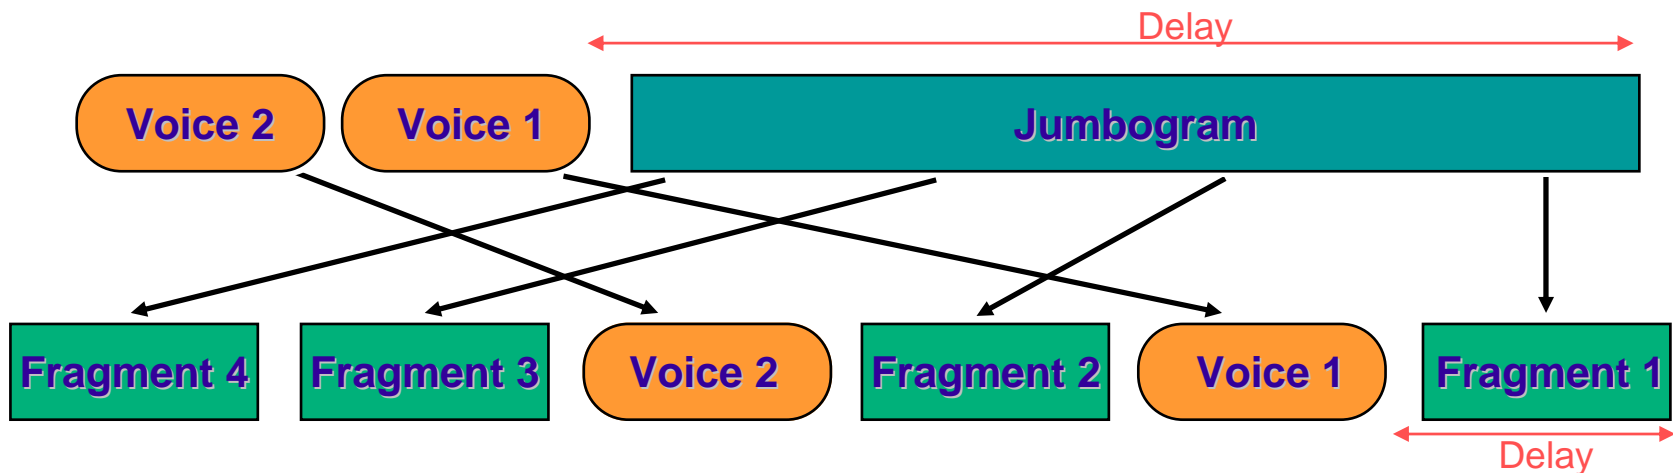 Delay
Voice 2 Voice 1 Jumbogram
Fragment 4 Fragment 3 Voice 2 Fragment 2 Voice 1 Fragment 1
Delay